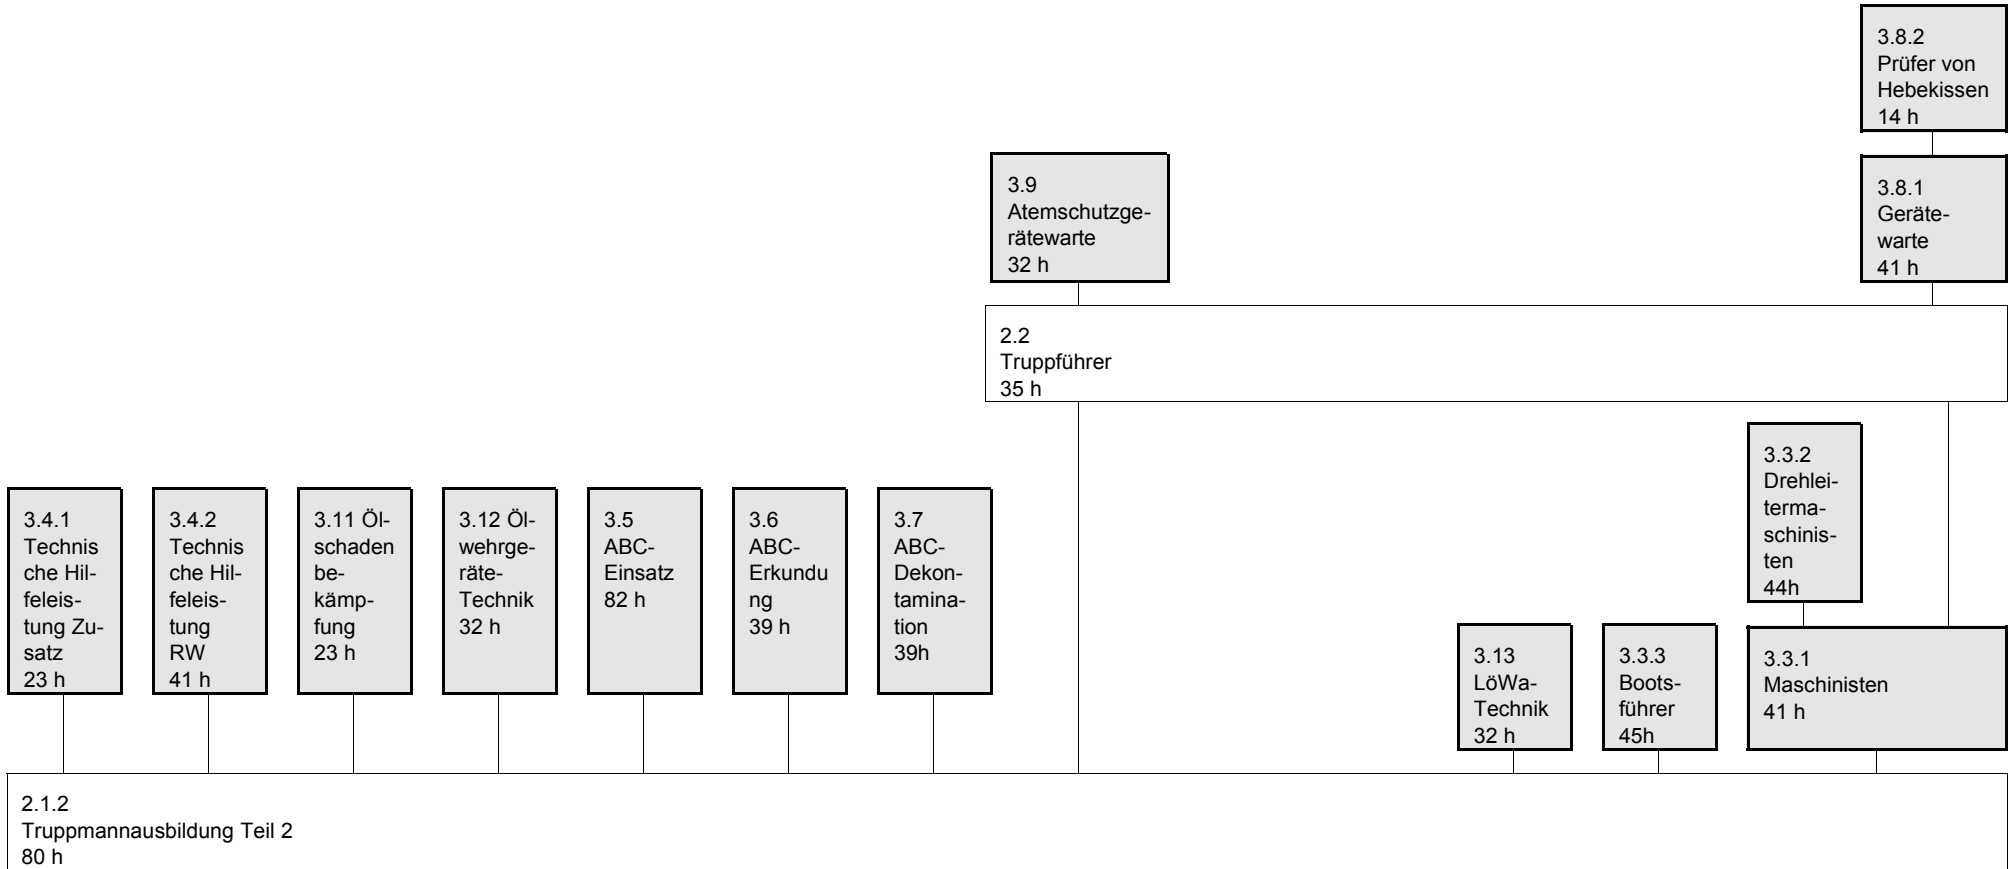 3.8.2
Prüfer von
Hebekissen
14 h
3.9
Atemschutzge-
rätewarte
32 h
3.8.1
Geräte-
warte
41 h
2.2
Truppführer
35 h
3.3.2
Drehlei-
terma-
schinis-
ten
44h
3.4.1
Technis
che Hil-
feleis-
tung Zu-
satz
23 h
3.4.2
Technis
che Hil-
feleis-
tung
RW
41 h
3.11 Öl-
schaden
be-
kämp-
fung
23 h
3.12 Öl-
wehrge-
räte-
Technik
32 h
3.5
ABC-
Einsatz
82 h
3.6
ABC-
Erkundu
ng
39 h
3.7
ABC-
Dekon-
tamina-
tion
39h
3.13
LöWa-
Technik
32 h
3.3.3
Boots-
führer
45h
3.3.1
Maschinisten
41 h
2.1.2
Truppmannausbildung Teil 2
80 h